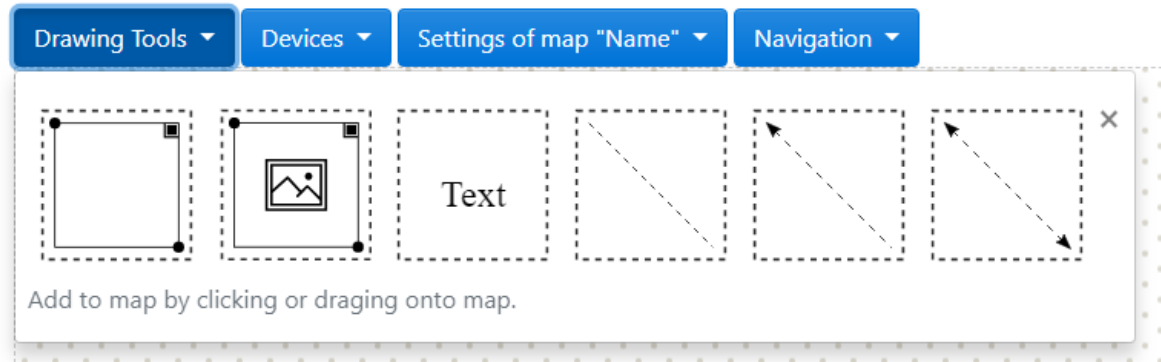 Drawing Tools Devices Settings of map "Name" Navigation
Text
Add to map by clicking or draging onto map.